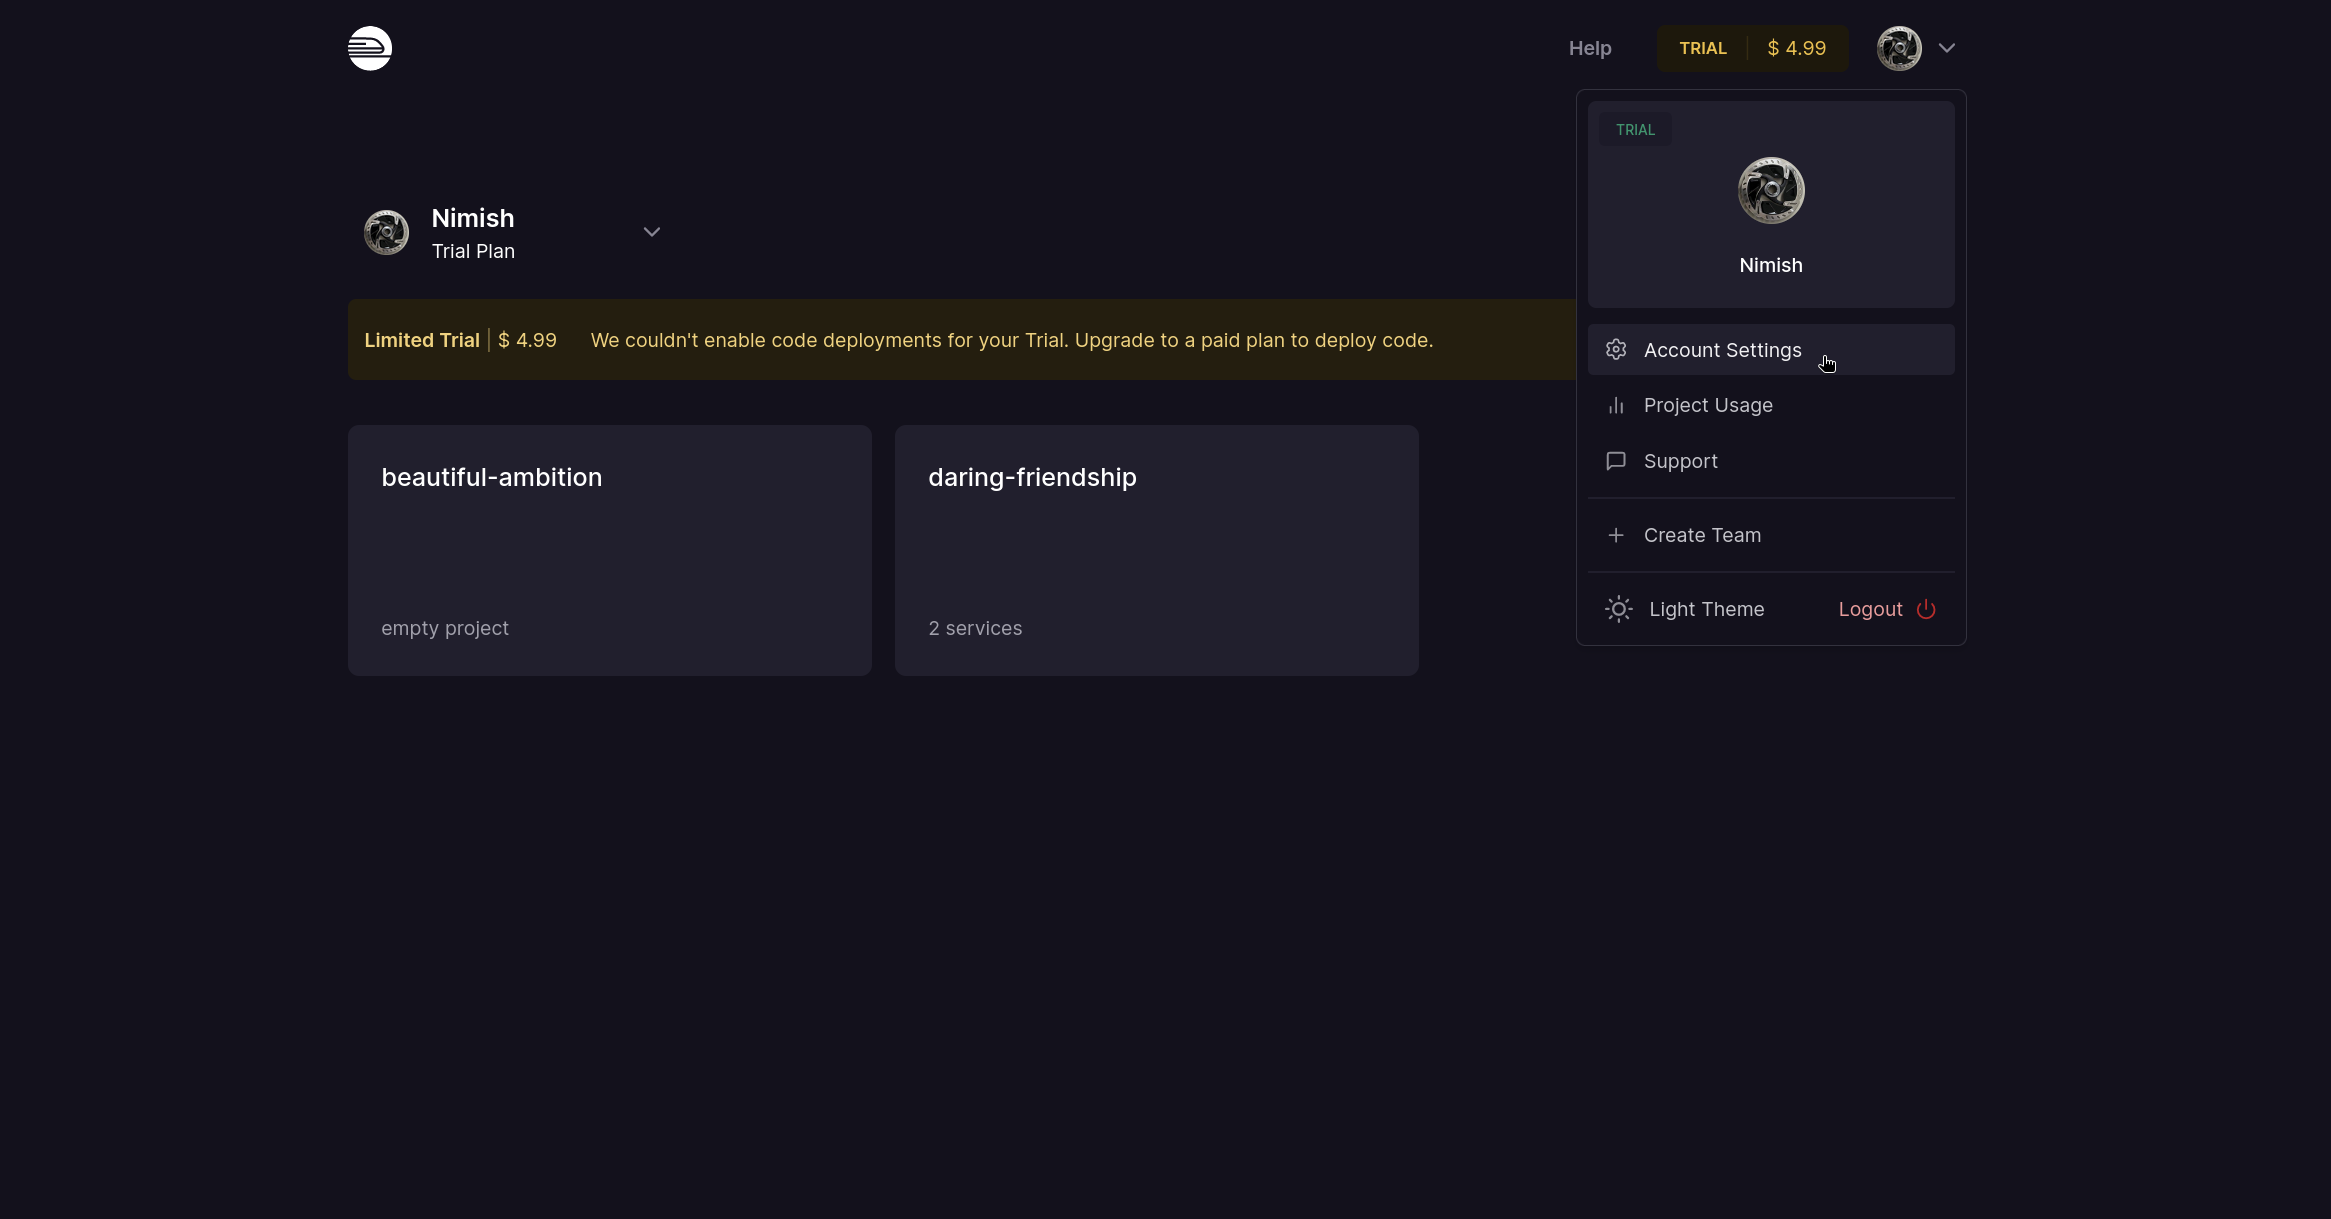 Help
TRIAL $ 4.99
TRIAL
Nimish
Nimish
Trial Plan
Limited Trial | $ 4.99 We couldn't enable code deployments for your Trial. Upgrade to a paid plan to deploy code.
Account Settings
Project Usage
Support
Create Team
Light Theme Logout
beautiful-ambition
empty project
daring-friendship
2 services